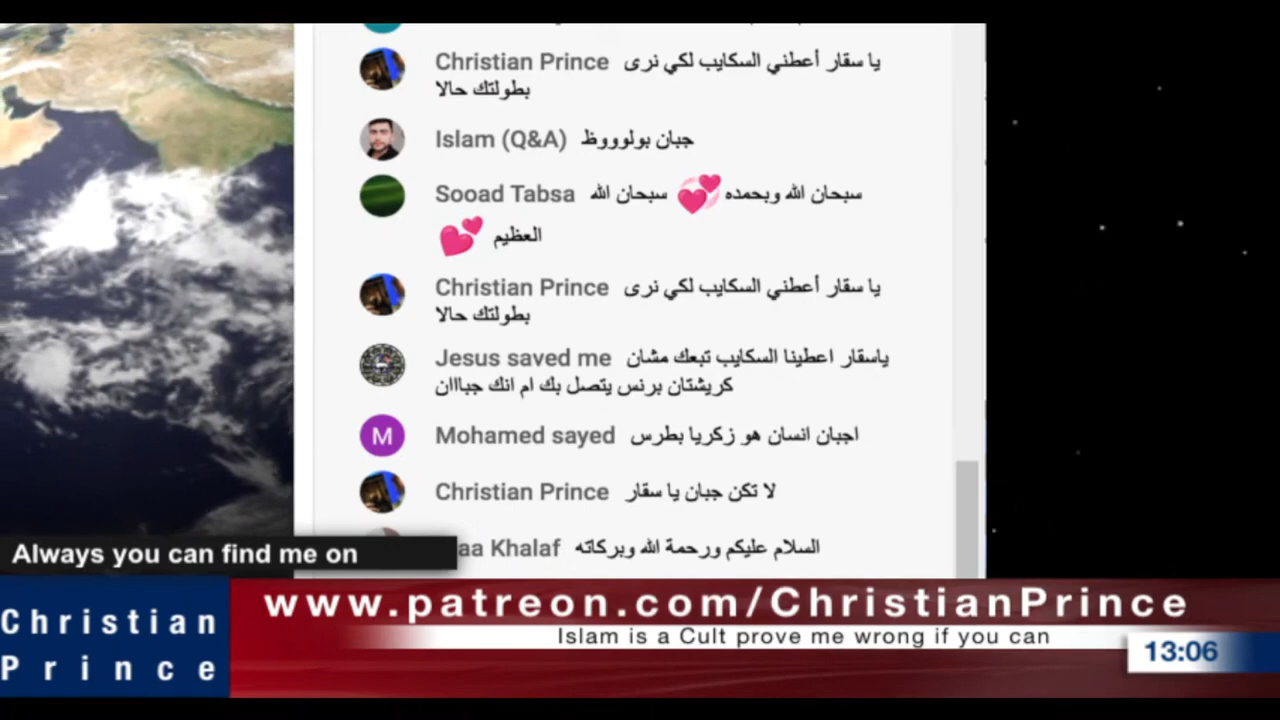 Christian Prince يا سقار أعطني السكايب لكي نرى
بطولتك حالا
Islam (Q&A) جبان بولوووظ
Sooad Tabsa سبحان الله وبحمده 💞 سبحان الله
العظيم 💕
Christian Prince يا سقار أعطني السكايب لكي نرى
بطولتك حالا
Jesus saved me ياسقار اعطينا السكايب تبعك مشان
كريشتان برنس يتصل بك ام انك جباااان
M Mohamed sayed اجبان انسان هو زكريا بطرس
Christian Prince لا تكن جبان يا سقار
aa Khalaf السلام عليكم ورحمة الله وبركاته
Always you can find me on
www.patreon.com/ChristianPrince
Islam is a Cult prove me wrong if you can
Christian
Prince
13:06